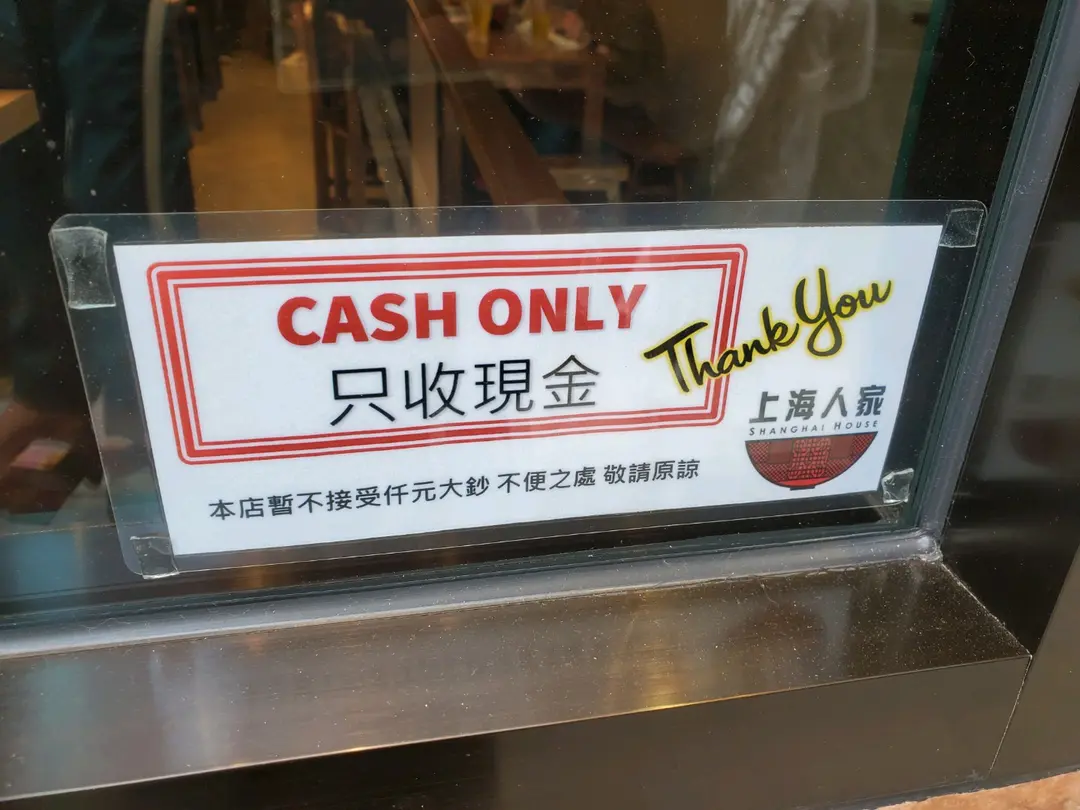 CASH ONLY
只收現金
Thank You
上海人家
SHANGHAI HOUSE
本店暫不接受仟元大鈔 不便之處 敬請原諒